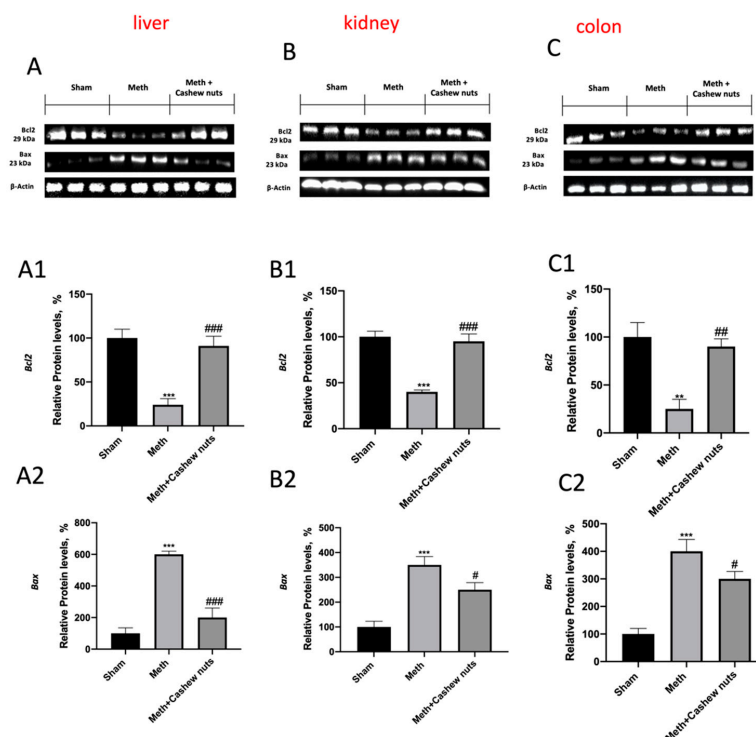 liver
kidney
colon
A
B
C
Sham
Meth
Meth +
Cashew nuts
Sham
Meth
Meth +
Cashew nuts
Sham
Meth
Meth +
Cashew nuts
Bcl2
29 kDa
Bax
23 kDa
β-Actin
Bcl2
29 kDa
Bax
23 kDa
β-Actin
Bcl2
29 kDa
Bax
23 kDa
β-Actin
A1
Bcl2
Relative Protein levels, %
150
100
50
0
***
###
Sham
Meth
Meth+Cashew nuts
B1
Bcl2
Relative Protein levels, %
150
100
50
0
***
###
Sham
Meth
Meth+Cashew nuts
C1
Bcl2
Relative Protein levels, %
150
100
50
0
**
##
Sham
Meth
Meth+Cashew nuts
A2
Bax
Relative Protein levels, %
800
600
400
200
0
***
###
Sham
Meth
Meth+Cashew nuts
B2
Bax
Relative Protein levels, %
500
400
300
200
100
0
***
#
Sham
Meth
Meth+Cashew nuts
C2
Bax
Relative Protein levels, %
500
400
300
200
100
0
***
#
Sham
Meth
Meth+Cashew nuts